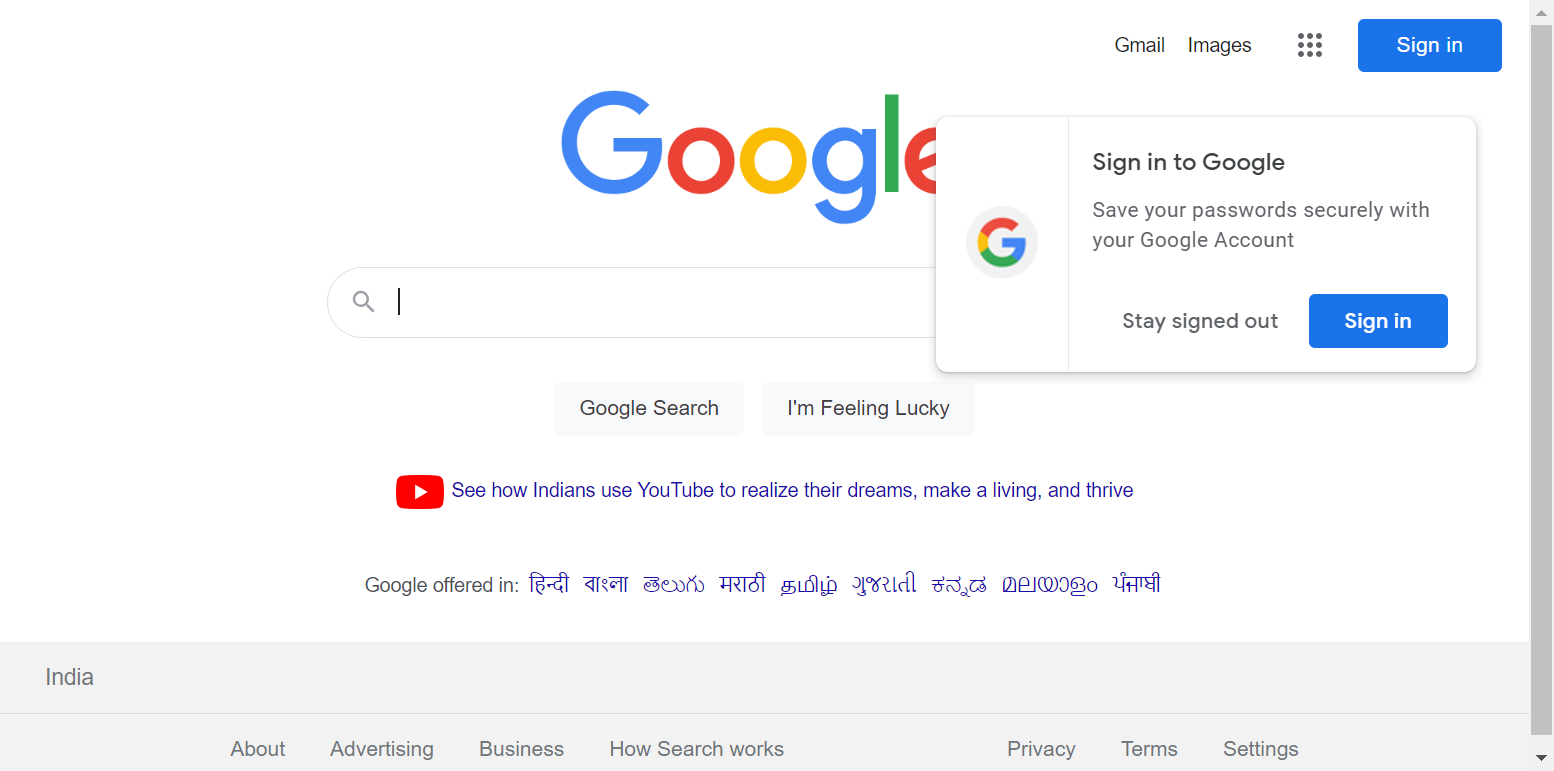 Gmail Images Sign in
Google
Sign in to Google
Save your passwords securely with
your Google Account
Stay signed out Sign in
Google Search I'm Feeling Lucky
See how Indians use YouTube to realize their dreams, make a living, and thrive
Google offered in: हिन्दी বাংলা తెలుగు मराठी தமிழ் ગુજરાતી ಕನ್ನಡ മലയാളം ਪੰਜਾਬੀ
India
About Advertising Business How Search works Privacy Terms Settings